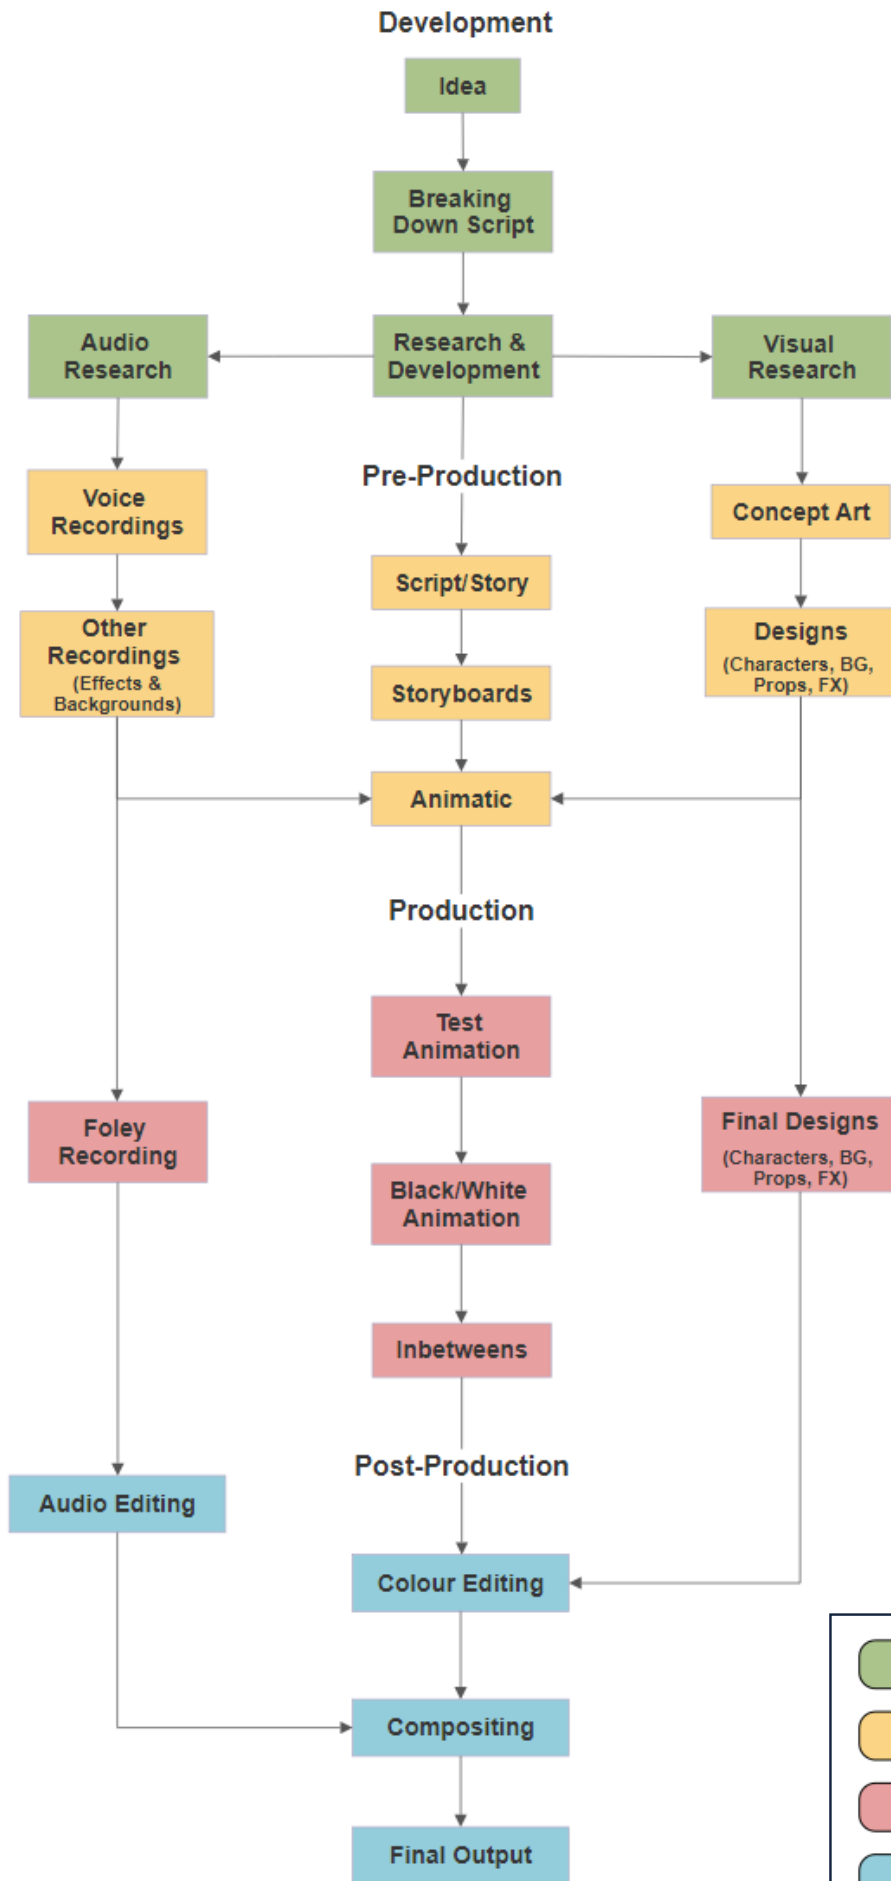 Development
Idea
Breaking
Down Script
Audio
Research
Research &
Development
Visual
Research
Pre-Production
Voice
Recordings
Concept Art
Script/Story
Other
Recordings
(Effects &
Backgrounds)
Designs
(Characters, BG,
Props, FX)
Storyboards
Animatic
Production
Test
Animation
Foley
Recording
Final Designs
(Characters, BG,
Props, FX)
Black/White
Animation
Inbetweens
Post-Production
Audio Editing
Colour Editing
Compositing
Final Output